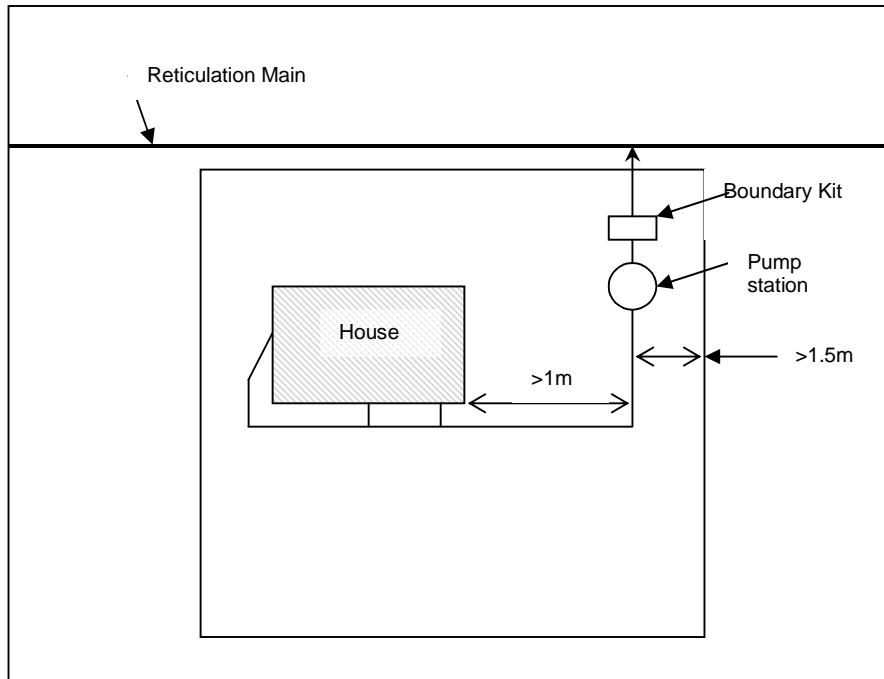 Reticulation Main
Boundary Kit
Pump
station
House
>1m
>1.5m